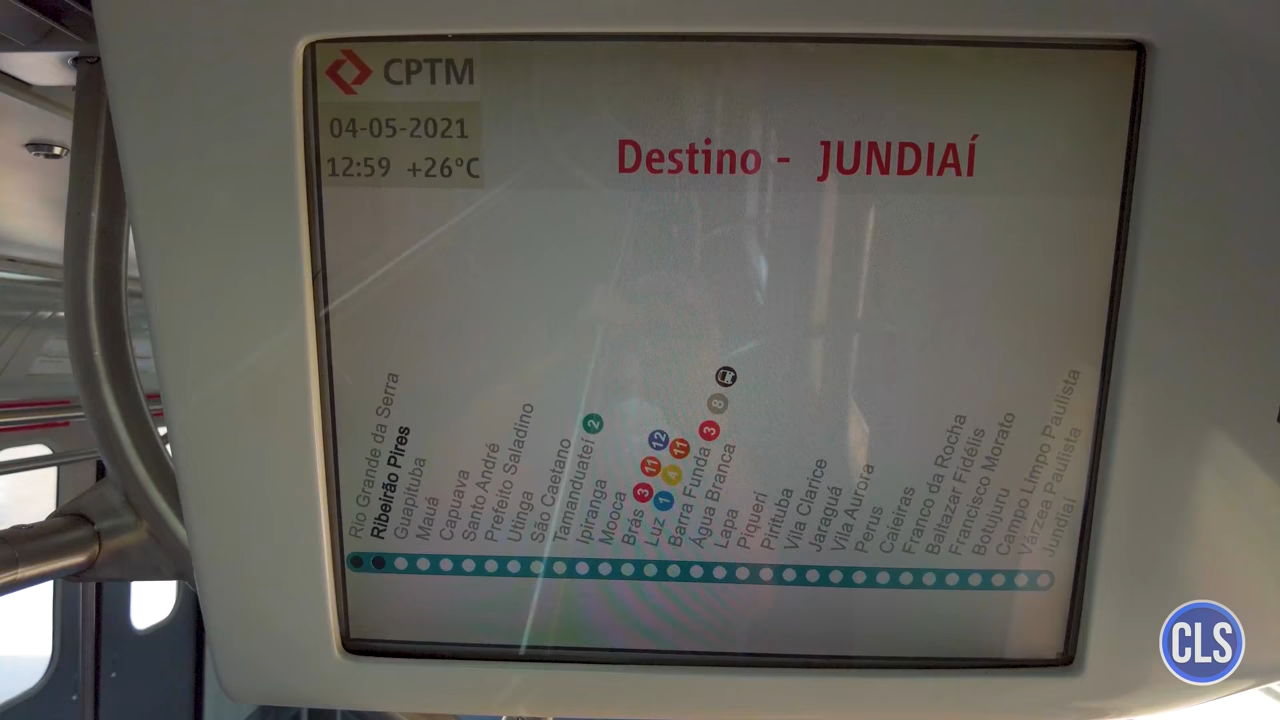 CPTM
04-05-2021
12:59 +26ºC
Destino - JUNDIAÍ
Rio Grande da Serra
Ribeirão Pires
Guapituba
Mauá
Capuava
Santo André
Prefeito Saladino
Utinga
São Caetano
Tamanduateí 2
Ipiranga
Mooca
Brás 3 11 12
Luz 1 4 11
Barra Funda 3 8
Água Branca
Lapa
Piqueri
Pirituba
Vila Clarice
Jaraguá
Vila Aurora
Perus
Caieiras
Franco da Rocha
Baltazar Fidélis
Francisco Morato
Botujuru
Campo Limpo Paulista
Várzea Paulista
Jundiaí
CLS